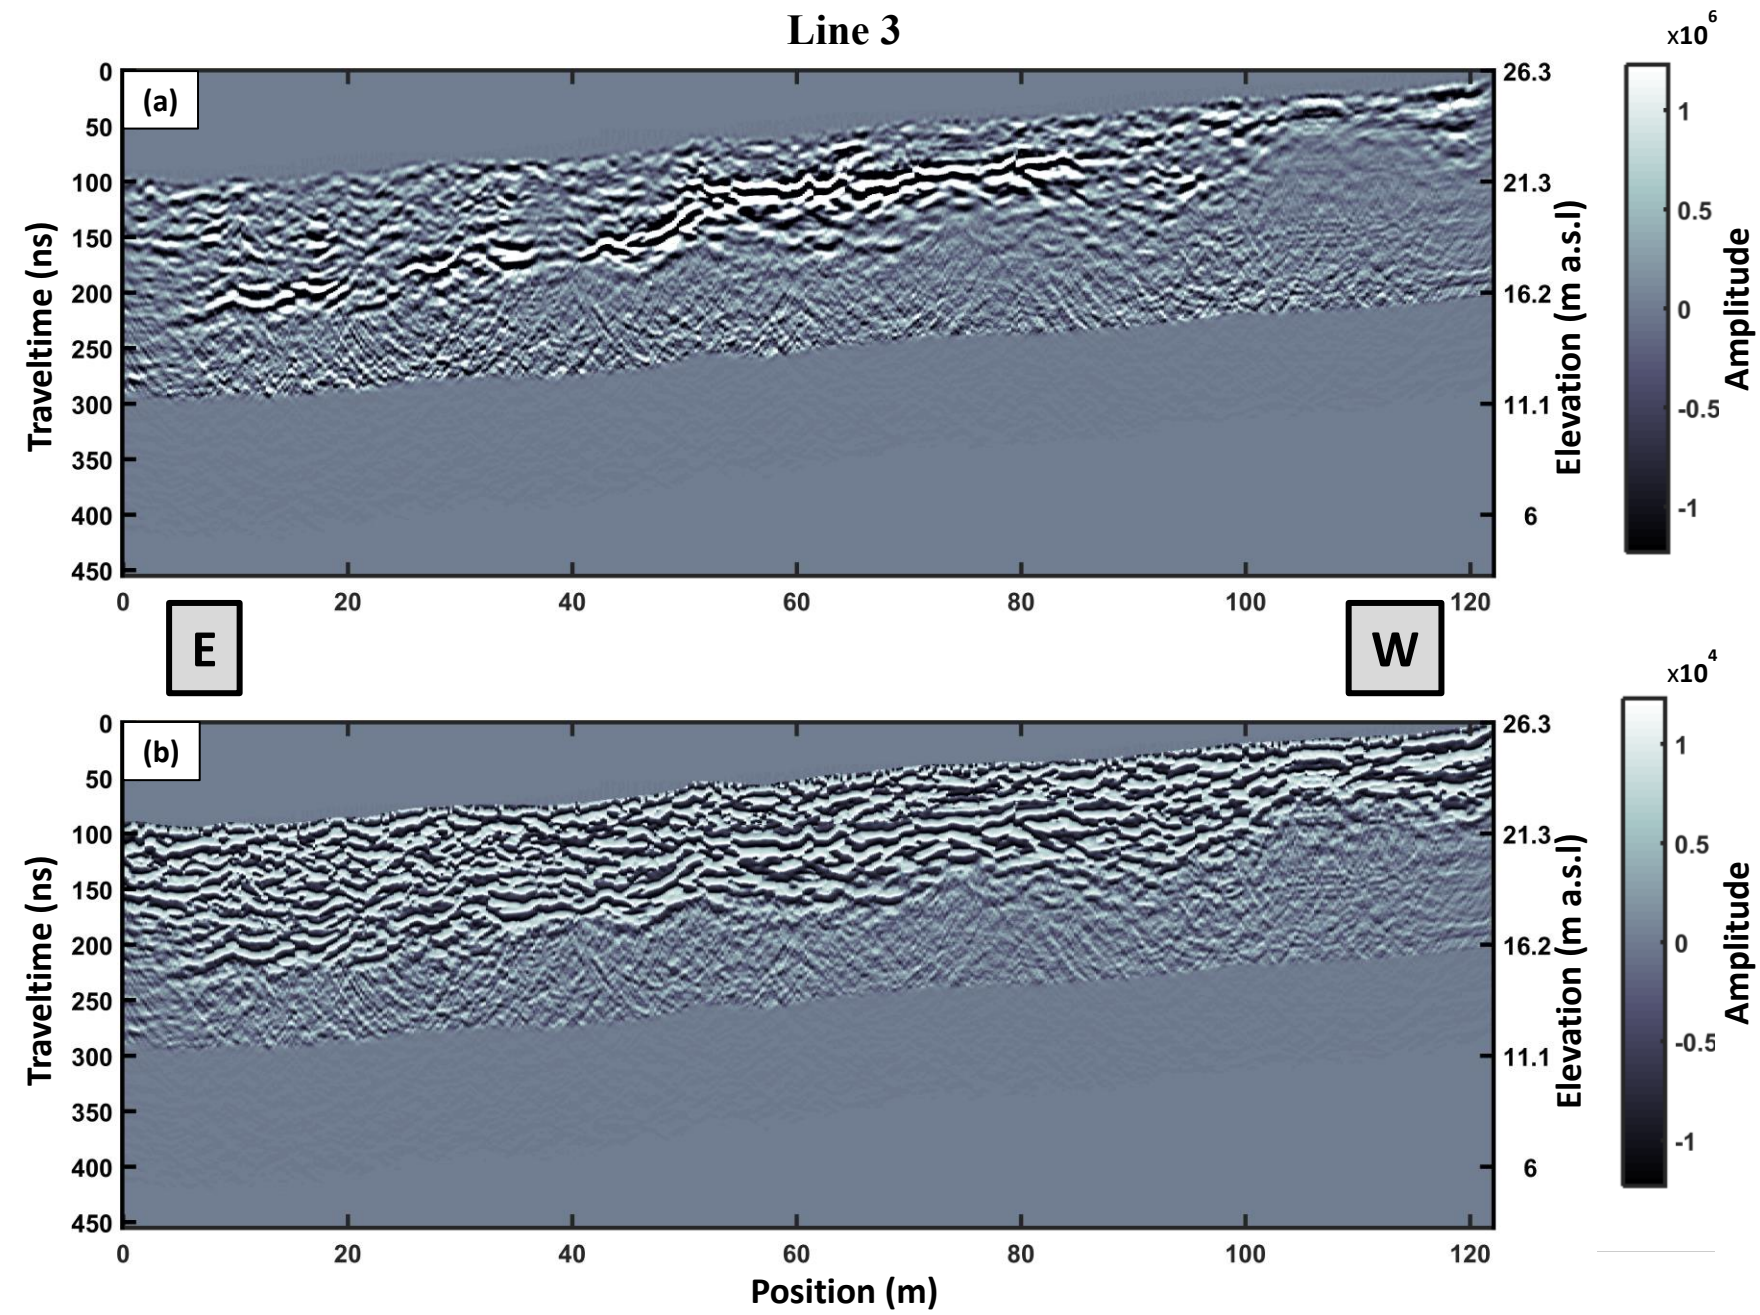 Line 3
x10^6
(a)
0
50
100
150
200
250
300
350
400
450
Traveltime (ns)
26.3
21.3
16.2
11.1
6
Elevation (m a.s.l)
1
0.5
0
-0.5
-1
Amplitude
0 20 40 60 80 100 120
E W
x10^4
(b)
0
50
100
150
200
250
300
350
400
450
Traveltime (ns)
26.3
21.3
16.2
11.1
6
Elevation (m a.s.l)
1
0.5
0
-0.5
-1
Amplitude
0 20 40 60 80 100 120
Position (m)